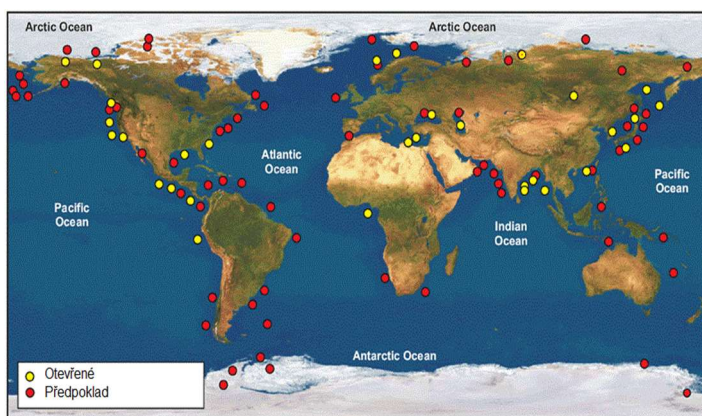 Arctic Ocean
Arctic Ocean
Atlantic
Ocean
Pacific
Ocean
Pacific
Ocean
Indian
Ocean
Antarctic Ocean
Otevřené
Předpoklad